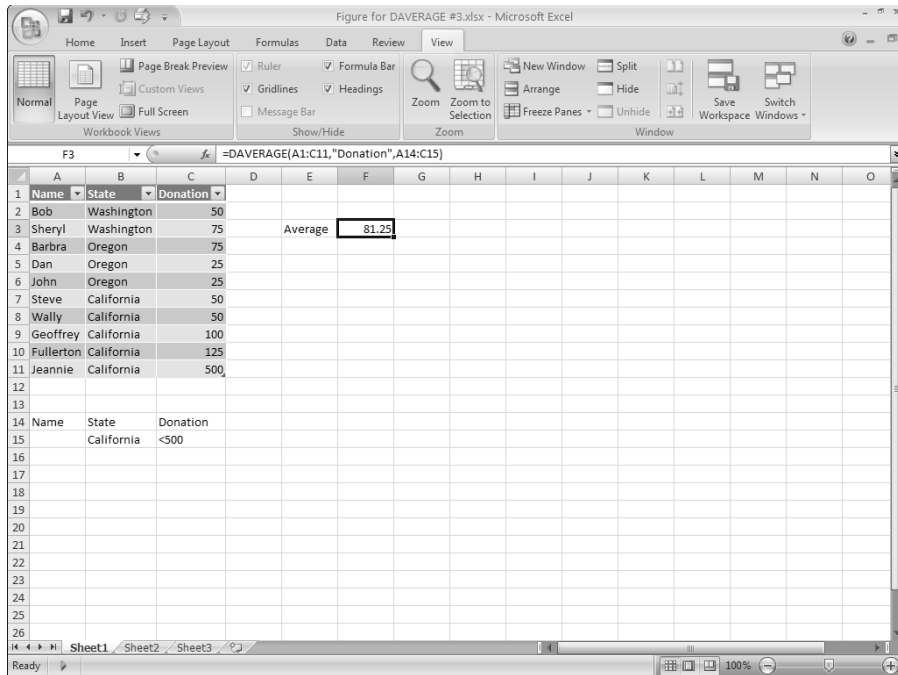 Figure for DAVERAGE #3.xlsx - Microsoft Excel
Home Insert Page Layout Formulas Data Review View
Normal
Page Layout View
Page Break Preview
Custom Views
Full Screen
Workbook Views
Ruler
Formula Bar
Gridlines
Headings
Message Bar
Show/Hide
Zoom
Zoom to Selection
Zoom
New Window
Arrange
Freeze Panes
Split
Hide
Unhide
Save Workspace
Switch Windows
Window
F3 fx =DAVERAGE(A1:C11,"Donation",A14:C15)
A B C D E F G H I J K L M N O
1 Name State Donation
2 Bob Washington 50
3 Sheryl Washington 75 Average 81.25
4 Barbra Oregon 75
5 Dan Oregon 25
6 John Oregon 25
7 Steve California 50
8 Wally California 50
9 Geoffrey California 100
10 Fullerton California 125
11 Jeannie California 500
12
13
14 Name State Donation
15 California <500
16
17
18
19
20
21
22
23
24
25
26
Sheet1 Sheet2 Sheet3
Ready 100%